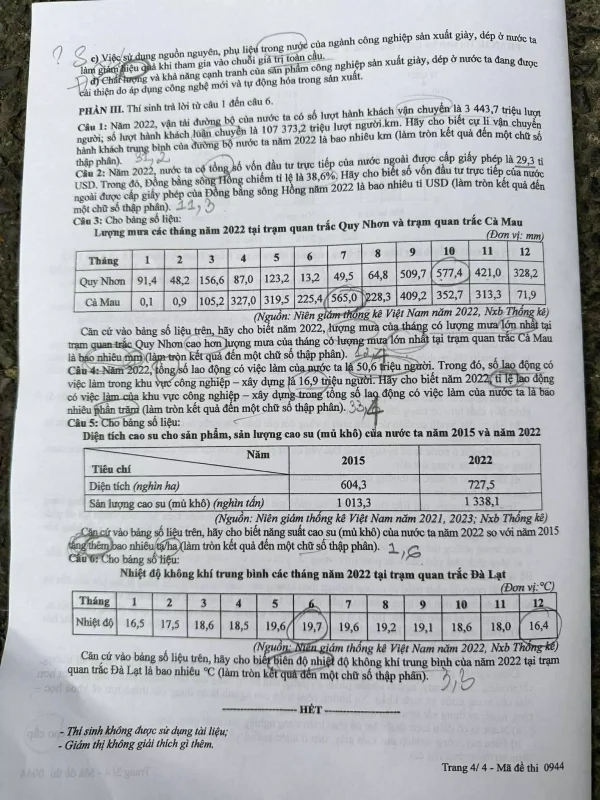 ? S c) Việc sử dụng nguồn nguyên, phụ liệu trong nước của ngành công nghiệp sản xuất giày, dép ở nước ta
làm giảm hiệu quả khi tham gia vào chuỗi giá trị toàn cầu.
d) Chất lượng và khả năng cạnh tranh của sản phẩm công nghiệp sản xuất giày, dép ở nước ta đang được
cải thiện do áp dụng công nghệ mới và tự động hóa trong sản xuất.
PHẦN III. Thí sinh trả lời từ câu 1 đến câu 6.
Câu 1: Năm 2022, vận tải đường bộ của nước ta có số lượt hành khách vận chuyển là 3 443,7 triệu lượt
người; số lượt hành khách luân chuyển là 107 373,2 triệu lượt người.km. Hãy cho biết cự li vận chuyển
hành khách trung bình của đường bộ nước ta năm 2022 là bao nhiêu km (làm tròn kết quả đến một chữ số
thập phân). 31,2
Câu 2: Năm 2022, nước ta có tổng số vốn đầu tư trực tiếp của nước ngoài được cấp giấy phép là 29,3 tỉ
USD. Trong đó, Đồng bằng sông Hồng chiếm tỉ lệ là 38,6%. Hãy cho biết số vốn đầu tư trực tiếp của nước
ngoài được cấp giấy phép của Đồng bằng sông Hồng năm 2022 là bao nhiêu tỉ USD (làm tròn kết quả đến
một chữ số thập phân). 11,3
Câu 3: Cho bảng số liệu:
Lượng mưa các tháng năm 2022 tại trạm quan trắc Quy Nhơn và trạm quan trắc Cà Mau
(Đơn vị: mm)
Tháng 1 2 3 4 5 6 7 8 9 10 11 12
Quy Nhơn 91,4 48,2 156,6 87,0 123,2 13,2 49,5 64,8 509,7 577,4 421,0 328,2
Cà Mau 0,1 0,9 105,2 327,0 319,5 225,4 565,0 228,3 409,2 352,7 313,3 71,9
(Nguồn: Niên giám thống kê Việt Nam năm 2022, Nxb Thống kê)
Căn cứ vào bảng số liệu trên, hãy cho biết năm 2022, lượng mưa của tháng có lượng mưa lớn nhất tại
trạm quan trắc Quy Nhơn cao hơn lượng mưa của tháng có lượng mưa lớn nhất tại trạm quan trắc Cà Mau
là bao nhiêu mm (làm tròn kết quả đến một chữ số thập phân). 12,4
Câu 4: Năm 2022, tổng số lao động có việc làm của nước ta là 50,6 triệu người. Trong đó, số lao động có
việc làm trong khu vực công nghiệp – xây dựng là 16,9 triệu người. Hãy cho biết năm 2022, tỉ lệ lao động
có việc làm của khu vực công nghiệp – xây dựng trong tổng số lao động có việc làm của nước ta là bao
nhiêu phần trăm (làm tròn kết quả đến một chữ số thập phân). 33,4
Câu 5: Cho bảng số liệu:
Diện tích cao su cho sản phẩm, sản lượng cao su (mủ khô) của nước ta năm 2015 và năm 2022
Năm
Tiêu chí 2015 2022
Diện tích (nghìn ha) 604,3 727,5
Sản lượng cao su (mủ khô) (nghìn tấn) 1 013,3 1 338,1
(Nguồn: Niên giám thống kê Việt Nam năm 2021, 2023; Nxb Thống kê)
Căn cứ vào bảng số liệu trên, hãy cho biết năng suất cao su (mủ khô) của nước ta năm 2022 so với năm 2015
tăng thêm bao nhiêu tạ/ha (làm tròn kết quả đến một chữ số thập phân). 1,6
Câu 6: Cho bảng số liệu:
Nhiệt độ không khí trung bình các tháng năm 2022 tại trạm quan trắc Đà Lạt
(Đơn vị:°C)
Tháng 1 2 3 4 5 6 7 8 9 10 11 12
Nhiệt độ 16,5 17,5 18,6 18,5 19,6 19,7 19,6 19,2 19,1 18,6 18,0 16,4
(Nguồn: Niên giám thống kê Việt Nam năm 2022, Nxb Thống kê)
Căn cứ vào bảng số liệu trên, hãy cho biết biên độ nhiệt độ không khí trung bình của năm 2022 tại trạm
quan trắc Đà Lạt là bao nhiêu °C (làm tròn kết quả đến một chữ số thập phân). 3,3
HẾT
- Thí sinh không được sử dụng tài liệu;
- Giám thị không giải thích gì thêm.
Trang 4/ 4 - Mã đề thi 0944